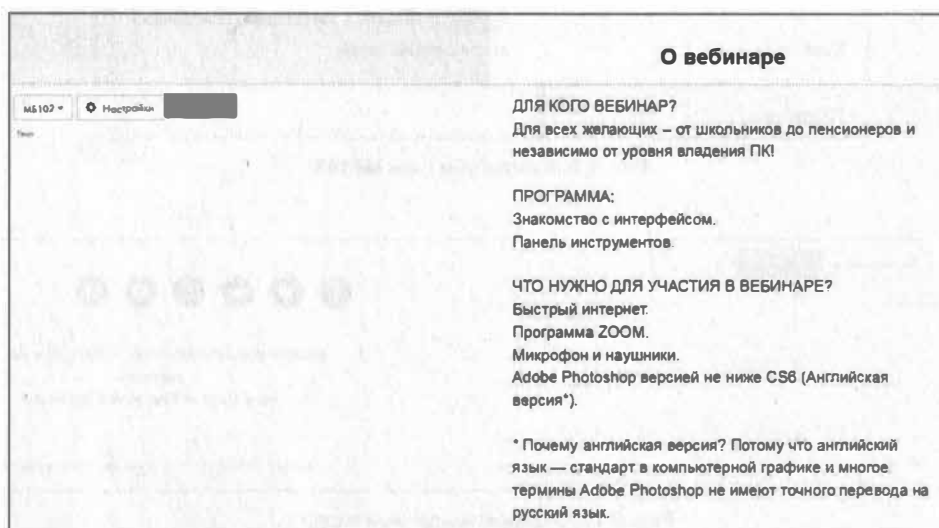 О вебинаре
МБ102
Настройки
ДЛЯ КОГО ВЕБИНАР?
Для всех желающих – от школьников до пенсионеров и
независимо от уровня владения ПК!
ПРОГРАММА:
Знакомство с интерфейсом.
Панель инструментов.
ЧТО НУЖНО ДЛЯ УЧАСТИЯ В ВЕБИНАРЕ?
Быстрый интернет.
Программа ZOOM.
Микрофон и наушники.
Adobe Photoshop версией не ниже CS6 (Английская
версия*).
* Почему английская версия? Потому что английский
язык — стандарт в компьютерной графике и многое
термины Adobe Photoshop не имеют точного перевода на
русский язык.